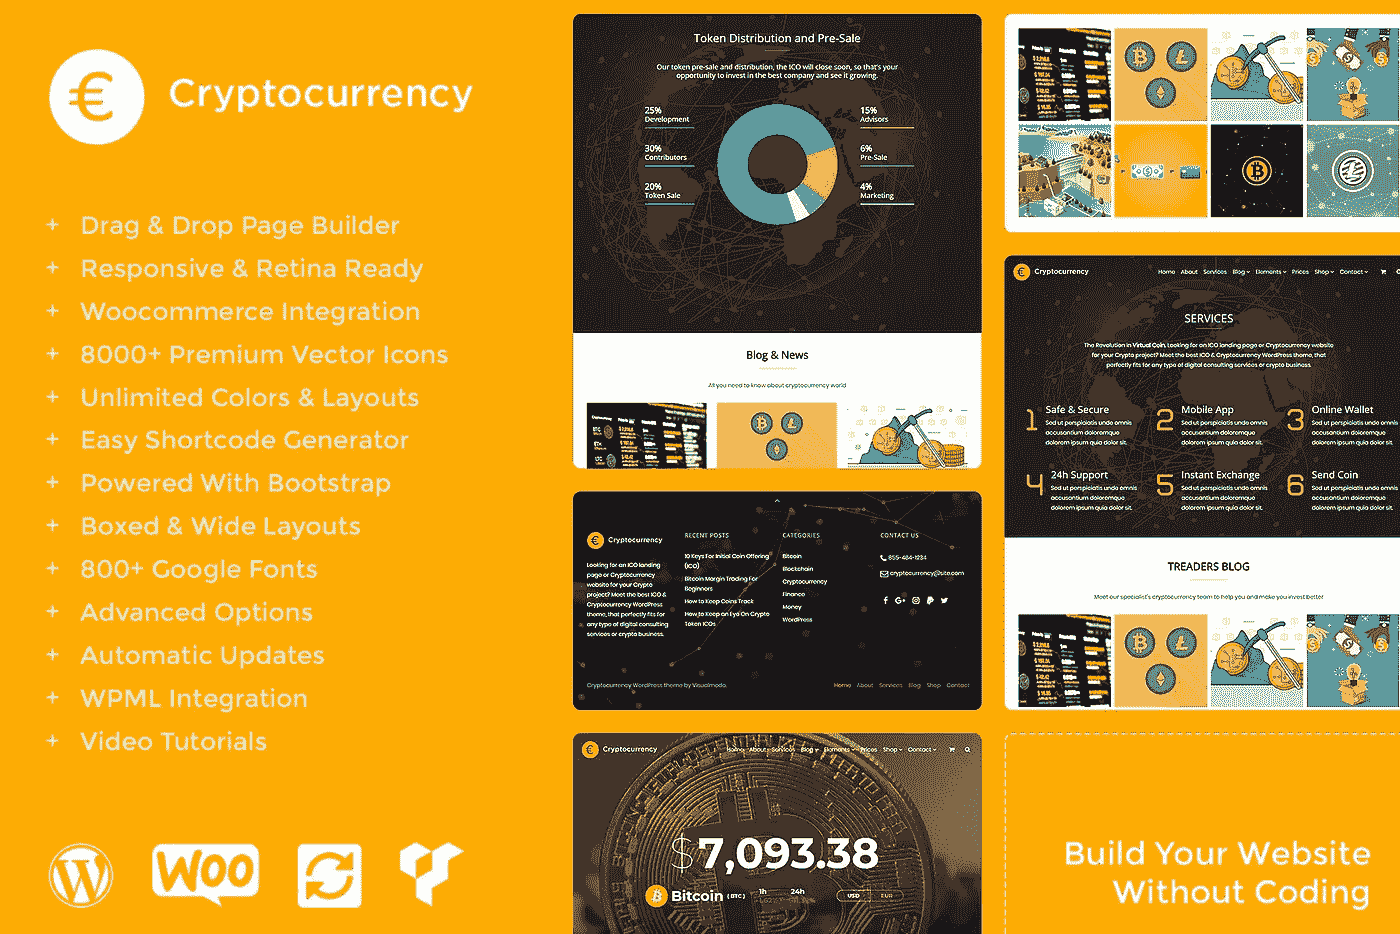 Cryptocurrency
+ Drag & Drop Page Builder
+ Responsive & Retina Ready
+ Woocommerce Integration
+ 8000+ Premium Vector Icons
+ Unlimited Colors & Layouts
+ Easy Shortcode Generator
+ Powered With Bootstrap
+ Boxed & Wide Layouts
+ 800+ Google Fonts
+ Advanced Options
+ Automatic Updates
+ WPML Integration
+ Video Tutorials
WOO
Token Distribution and Pre-Sale
Our token pre-sale and distribution, the ICO will close soon, so that's your
opportunity to invest in the best company and see it growing.
25%
Development
30%
Contributors
20%
Token Sale
15%
Advisors
6%
Pre-Sale
4%
Marketing
Blog & News
All you need to know about cryptocurrency world
Cryptocurrency
Looking for an ICO landing
page or Cryptocurrency
website for your Crypto
project? Meet the best ICO &
Cryptocurrency WordPress
theme, that perfectly fits for
any type of digital consulting
services or crypto business.
RECENT POSTS
10 Keys For Initial Coin Offering
(ICO)
Bitcoin Margin Trading For
Beginners
How to Keep Coins Track
How to Keep an Eye On Crypto
Token ICOs
CATEGORIES
Bitcoin
Blockchain
Cryptocurrency
Finance
Money
WordPress
CONTACT US
855-484-1234
cryptocurrency@site.com
Cryptocurrency WordPress theme by Visualmodo.
Home About Services Blog Shop Contact
Cryptocurrency
Home About Services Blog Elements Prices Shop Contact
$7,093.38
Bitcoin (BTC)
1h
24h
USD EUR
Cryptocurrency
Home About Services Blog Elements Prices Shop Contact
SERVICES
The Revolution in Virtual Coin, Looking for an ICO landing page or Cryptocurrency website
for your Crypto project? Meet the best ICO & Cryptocurrency WordPress theme, that
perfectly fits for any type of digital consulting services or crypto business.
1 Safe & Secure
Sed ut perspiciatis unda omnis
accusantium doloremque
dolorem ipsum quia dolor sit.
2 Mobile App
Sed ut perspiciatis unda omnis
accusantium doloremque
dolorem ipsum quia dolor sit.
3 Online Wallet
Sed ut perspiciatis unda omnis
accusantium doloremque
dolorem ipsum quia dolor sit.
4 24h Support
Sed ut perspiciatis unda omnis
accusantium doloremque
dolorem ipsum quia dolor sit.
5 Instant Exchange
Sed ut perspiciatis unda omnis
accusantium doloremque
dolorem ipsum quia dolor sit.
6 Send Coin
Sed ut perspiciatis unda omnis
accusantium doloremque
dolorem ipsum quia dolor sit.
TREADERS BLOG
Meet our specialist's cryptocurrency team to help you and make you invest better
Build Your Website
Without Coding